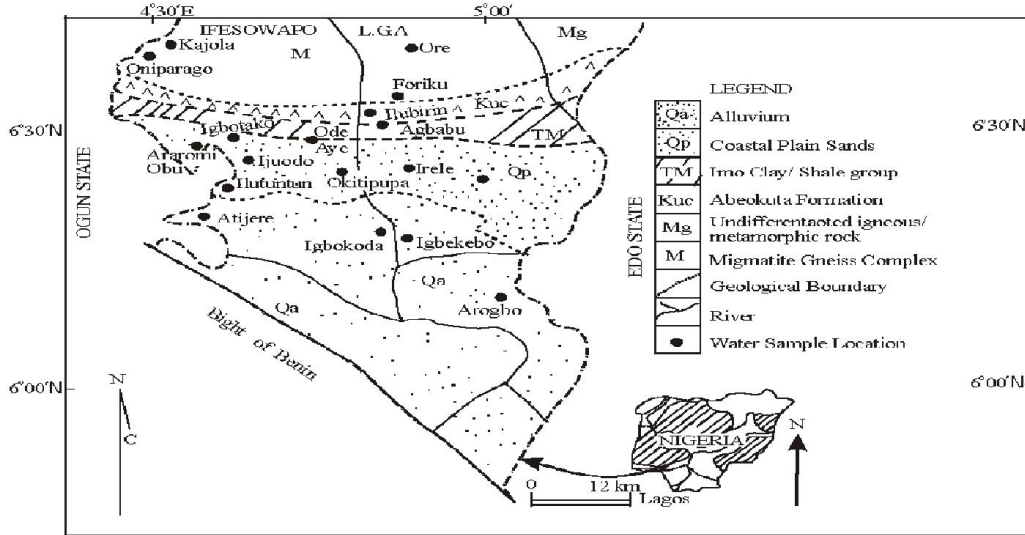 4°30'E
5°00'
IFESOWAPO L.GA
M
Mg
Kajola
Ore
Oniparago
Foriku
Kuc
Ilubirin
6°30'N
Igbotako
Ode
Aye
Agbabu
TM
6°30'N
Araromi
Obu
Ijuodo
Irele
Qp
Okitipupa
Ilufuntun
Atijere
Igbokoda
Igbekebo
Qa
Qa
Arogbo
Bight of Benin
OGUN STATE
EDO STATE
LEGEND
Qa Alluvium
Qp Coastal Plain Sands
TM Imo Clay/ Shale group
Kuc Abeokuta Formation
Mg Undifferentaoted igneous/
metamorphic rock
M Migmatite Gneiss Complex
Geological Boundary
River
Water Sample Location
6°00'N
6°00'N
N
C
NIGERIA
N
0 12 km
Lagos